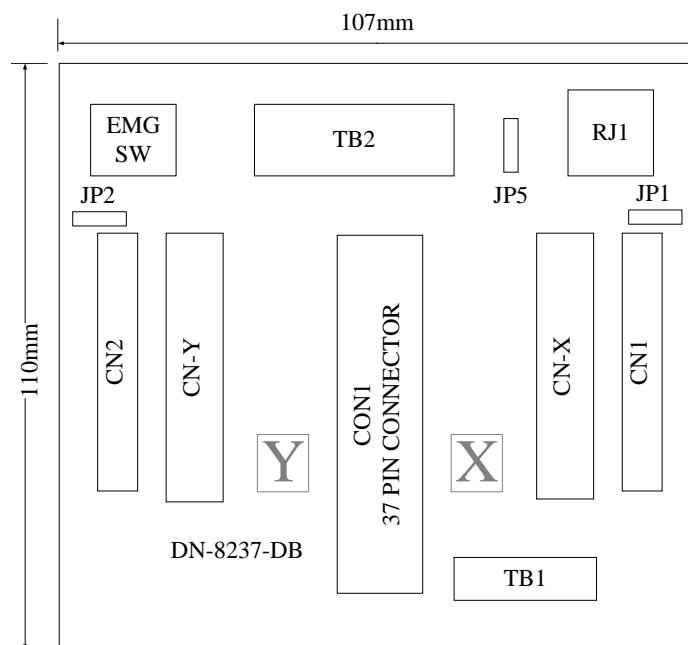 107mm
EMG
SW
TB2
RJ1
JP2
JP5
JP1
110mm
CN2
CN-Y
CON1
37 PIN CONNECTOR
CN-X
CN1
Y
X
DN-8237-DB
TB1